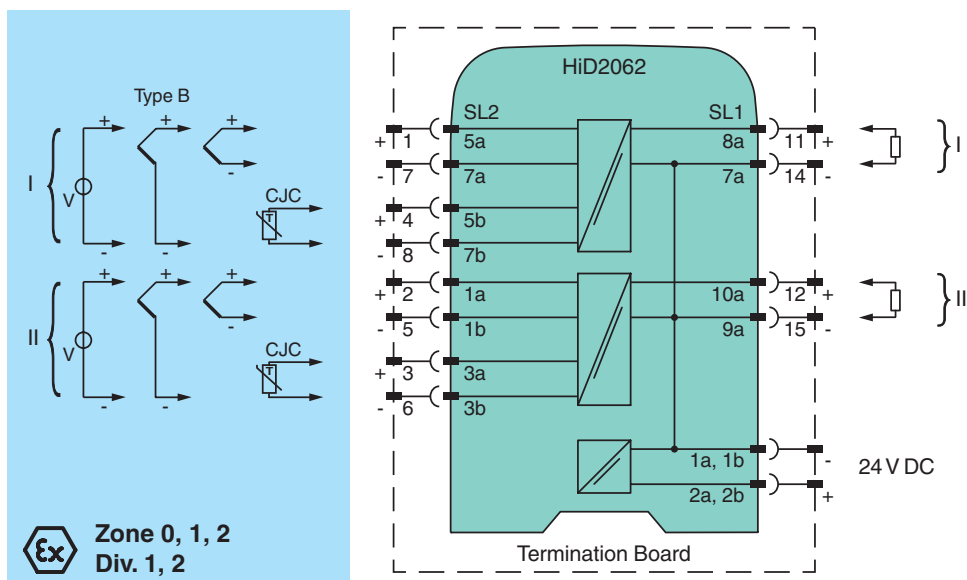 HiD2062
Type B
SL2 SL1
+ + +
+ 1 5a 8a 11 +
I V - CJC T I
- 7 7a 7a 14 -
+ 4 5b
- -
- 8 7b
+ + +
+ 2 1a 10a 12 +
II V - CJC T II
- 5 1b 9a 15 -
+ 3 3a
- -
- 6 3b
1a, 1b -
24 V DC
2a, 2b +
Ex
Zone 0, 1, 2
Div. 1, 2
Termination Board